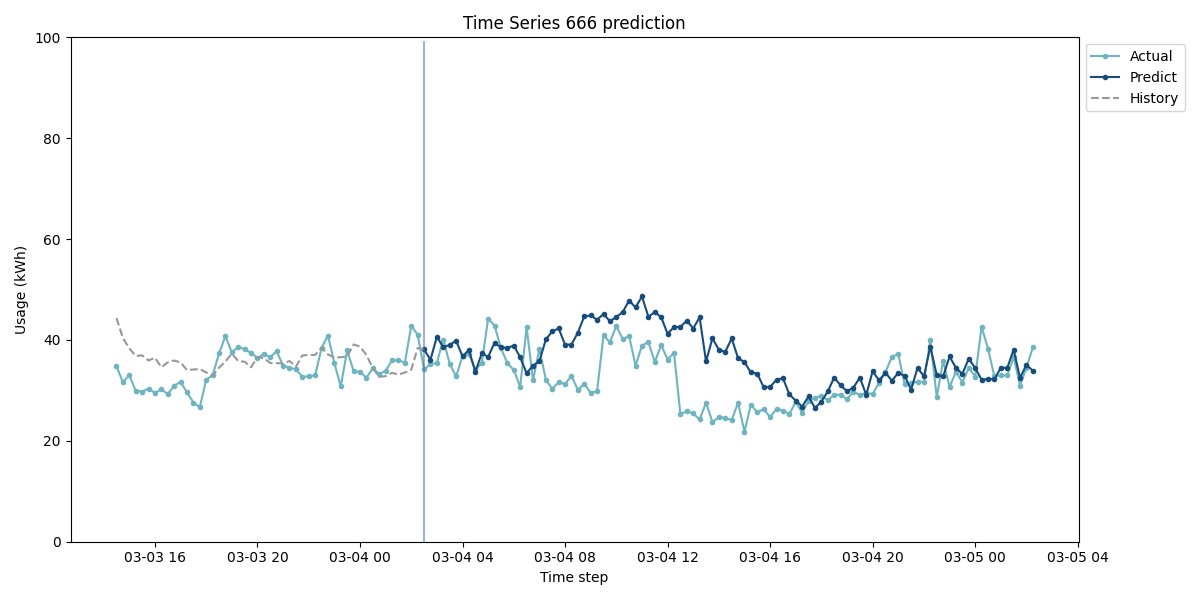 Time Series 666 prediction
Usage (kWh)
100
80
60
40
20
0
03-03 16
03-03 20
03-04 00
03-04 04
03-04 08
03-04 12
03-04 16
03-04 20
03-05 00
03-05 04
Time step
Actual
Predict
History